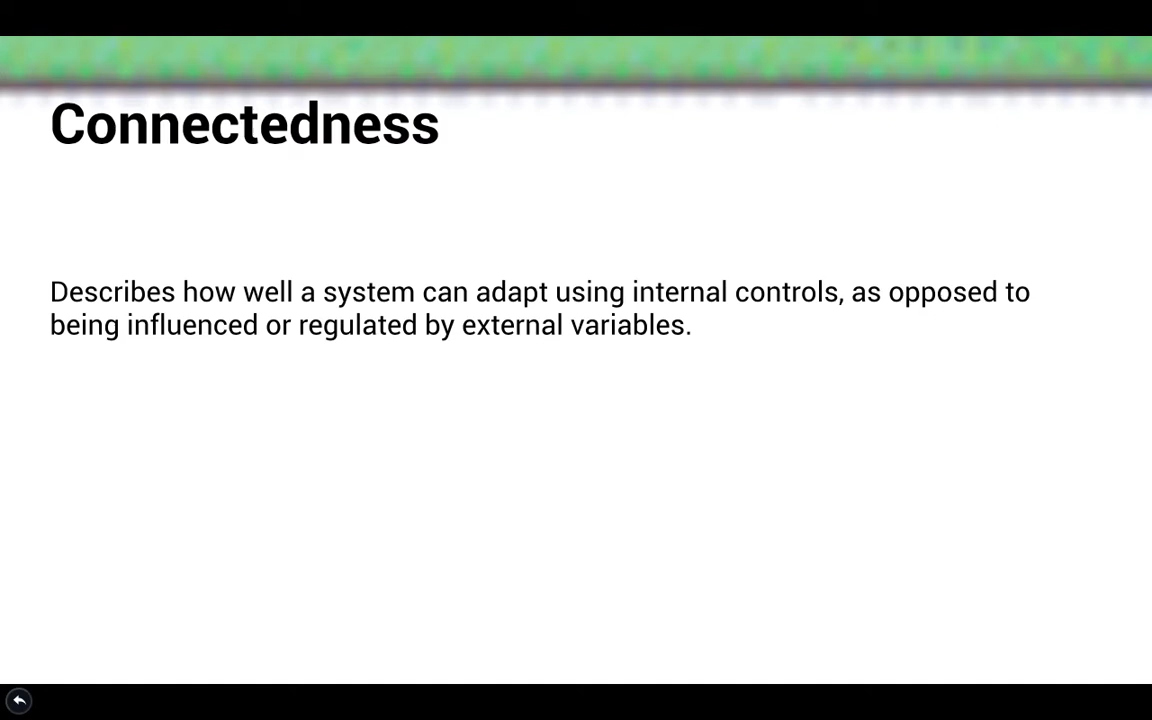 Connectedness
Describes how well a system can adapt using internal controls, as opposed to
being influenced or regulated by external variables.